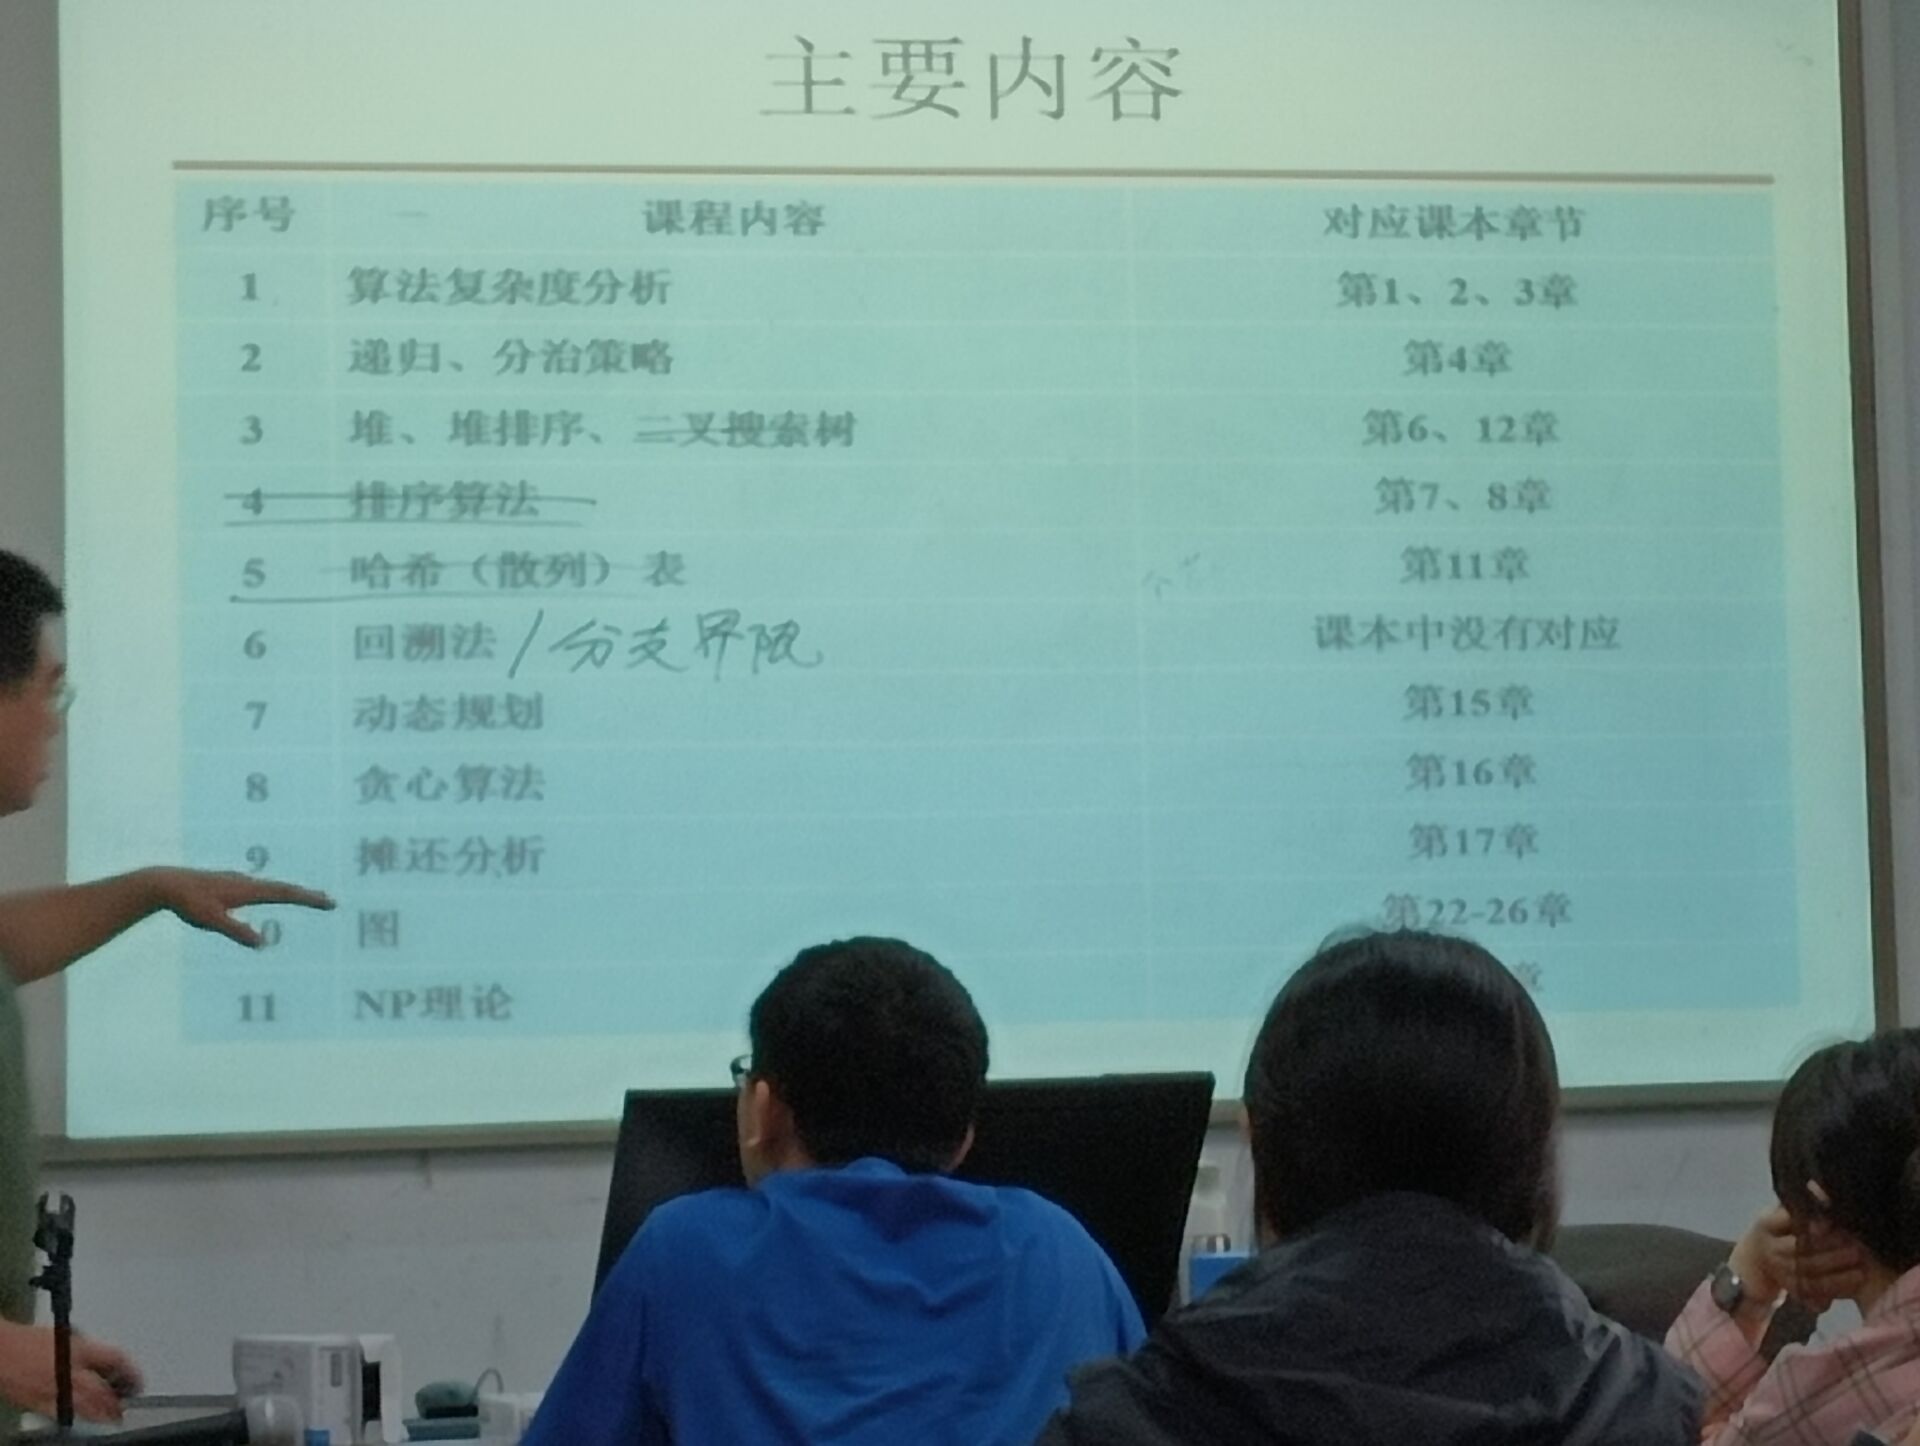 主要内容
序号 课程内容 对应课本章节
1 算法复杂度分析 第1、2、3章
2 递归、分治策略 第4章
3 堆、堆排序、二叉搜索树 第6、12章
4 排序算法 第7、8章
5 哈希（散列）表 第11章
6 回溯法/分支界限 课本中没有对应
7 动态规划 第15章
8 贪心算法 第16章
9 摊还分析 第17章
0 图 第22-26章
11 NP理论 章